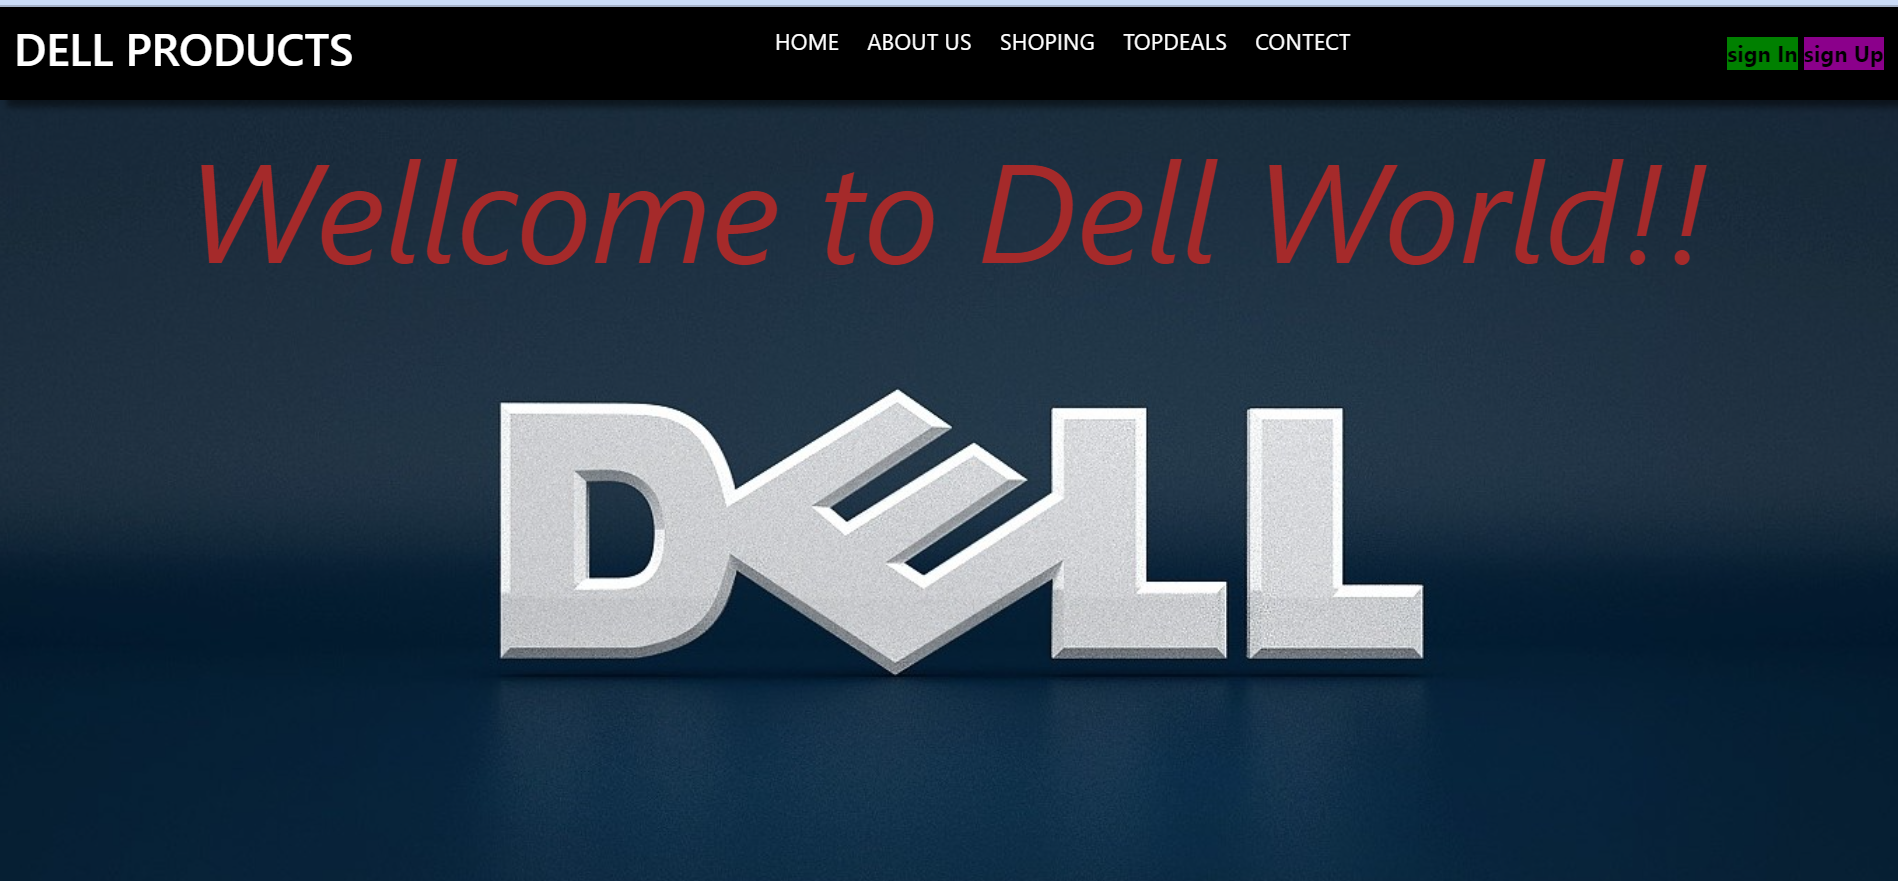 DELL PRODUCTS
HOME ABOUT US SHOPING TOPDEALS CONTECT
sign In sign Up
Wellcome to Dell World!!
DELL